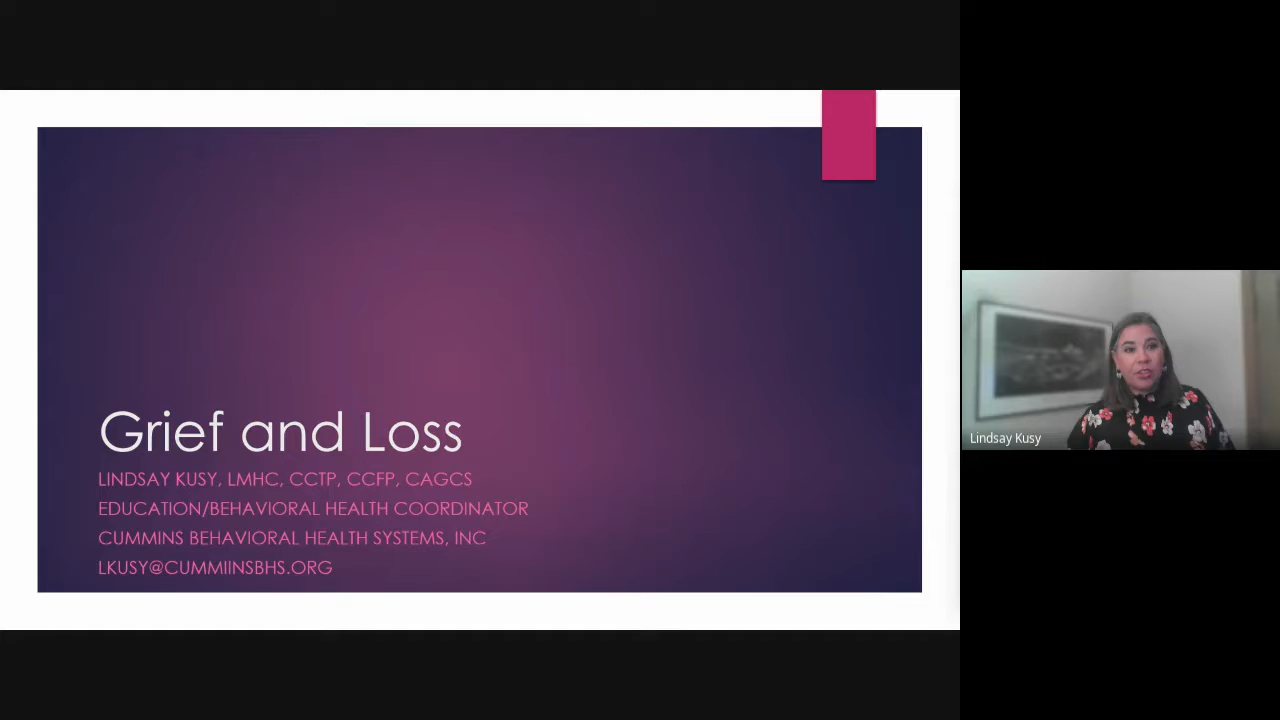 Grief and Loss
LINDSAY KUSY, LMHC, CCTP, CCFP, CAGCS
EDUCATION/BEHAVIORAL HEALTH COORDINATOR
CUMMINS BEHAVIORAL HEALTH SYSTEMS, INC
LKUSY@CUMMIINSBHS.ORG
Lindsay Kusy